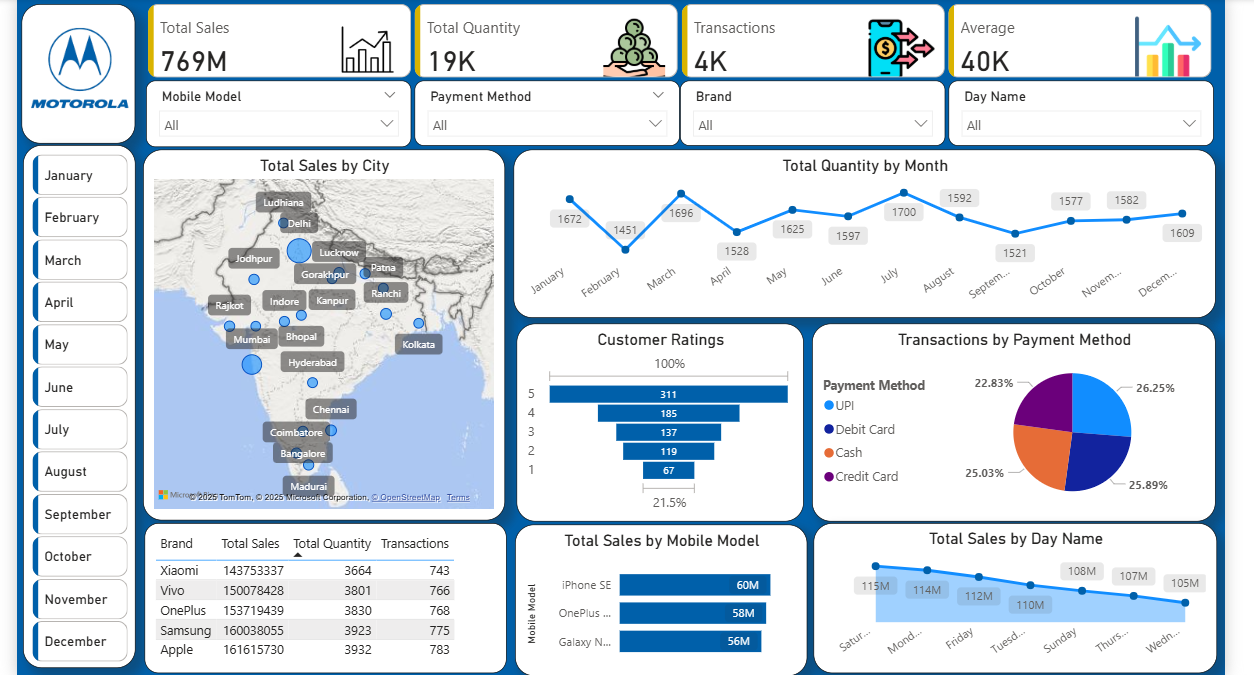 MOTOROLA
Total Sales
769M
Total Quantity
19K
Transactions
4K
Average
40K
Mobile Model
All
Payment Method
All
Brand
All
Day Name
All
January
February
March
April
May
June
July
August
September
October
November
December
Total Sales by City
Ludhiana
Delhi
Lucknow
Jodhpur
Gorakhpur
Patna
Ranchi
Rajkot
Indore
Kanpur
Mumbai
Bhopal
Kolkata
Hyderabad
Chennai
Coimbatore
Bangalore
Madurai
© 2025 TomTom, © 2025 Microsoft Corporation, © OpenStreetMap Terms
Total Quantity by Month
1672
1451
1696
1528
1625
1597
1700
1592
1521
1577
1582
1609
January
February
March
April
May
June
July
August
Septem...
October
Novem...
Decem...
Customer Ratings
100%
5 311
4 185
3 137
2 119
1 67
21.5%
Transactions by Payment Method
Payment Method
UPI
Debit Card
Cash
Credit Card
22.83%
26.25%
25.03%
25.89%
Brand Total Sales Total Quantity Transactions
Xiaomi 143753337 3664 743
Vivo 150078428 3801 766
OnePlus 153719439 3830 768
Samsung 160038055 3923 775
Apple 161615730 3932 783
Total Sales by Mobile Model
Mobile Model
iPhone SE 60M
OnePlus ... 58M
Galaxy N... 56M
Total Sales by Day Name
115M
114M
112M
110M
108M
107M
105M
Satur...
Mond...
Friday
Tuesd...
Sunday
Thurs...
Wedn...